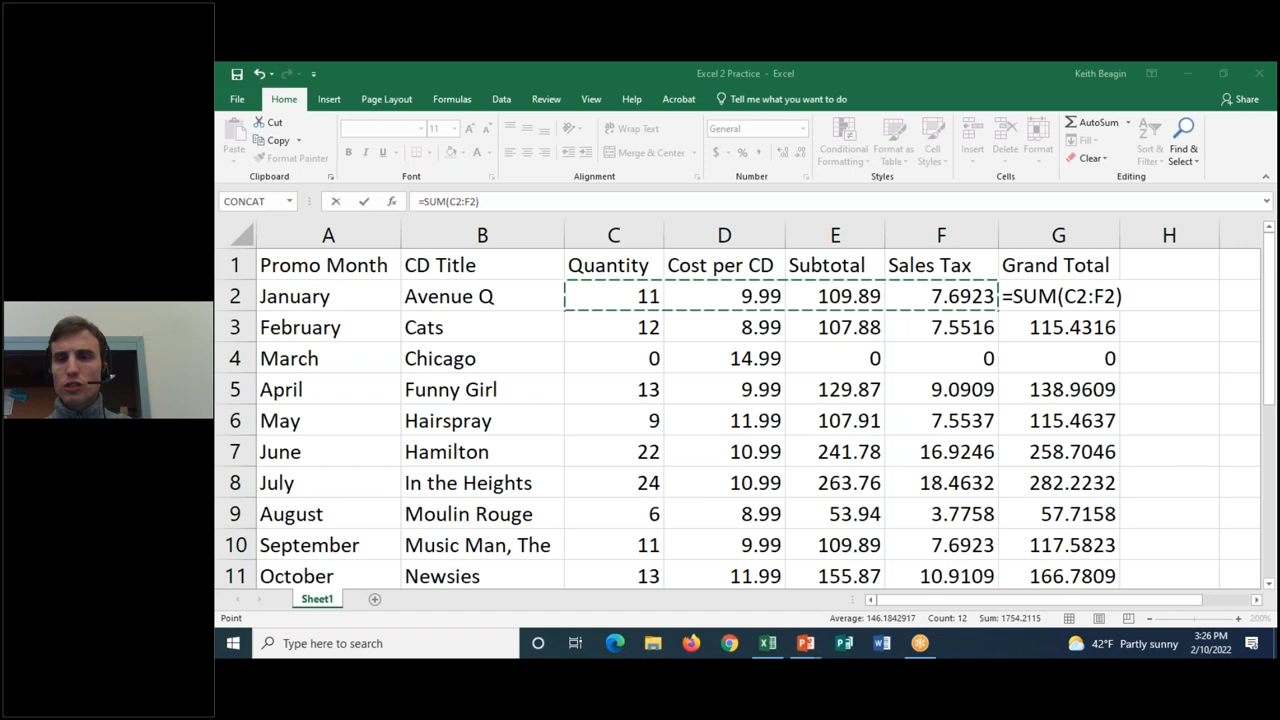 Excel 2 Practice - Excel
Keith Beagin
File Home Insert Page Layout Formulas Data Review View Help Acrobat Tell me what you want to do Share
Paste
Cut
Copy
Format Painter
Clipboard
11
B I U A
Font
Wrap Text
Merge & Center
Alignment
General
$ % ,
Number
Conditional Formatting
Format as Table
Cell Styles
Styles
Insert
Delete
Format
Cells
AutoSum
Fill
Clear
Sort & Filter
Find & Select
Editing
CONCAT fx =SUM(C2:F2)
A B C D E F G H
1 Promo Month CD Title Quantity Cost per CD Subtotal Sales Tax Grand Total
2 January Avenue Q 11 9.99 109.89 7.6923 =SUM(C2:F2)
3 February Cats 12 8.99 107.88 7.5516 115.4316
4 March Chicago 0 14.99 0 0 0
5 April Funny Girl 13 9.99 129.87 9.0909 138.9609
6 May Hairspray 9 11.99 107.91 7.5537 115.4637
7 June Hamilton 22 10.99 241.78 16.9246 258.7046
8 July In the Heights 24 10.99 263.76 18.4632 282.2232
9 August Moulin Rouge 6 8.99 53.94 3.7758 57.7158
10 September Music Man, The 11 9.99 109.89 7.6923 117.5823
11 October Newsies 13 11.99 155.87 10.9109 166.7809
Sheet1
Point Average: 146.1842917 Count: 12 Sum: 1754.2115 200%
Type here to search 42°F Partly sunny 3:26 PM
2/10/2022